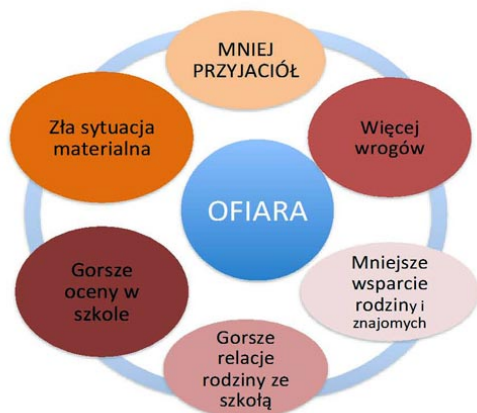 MNIEJ
PRZYJACIÓŁ
Więcej
wrogów
Mniejsze
wsparcie
rodziny i
znajomych
Gorsze
relacje
rodziny ze
szkołą
Gorsze
oceny w
szkole
Zła sytuacja
materialna
OFIARA